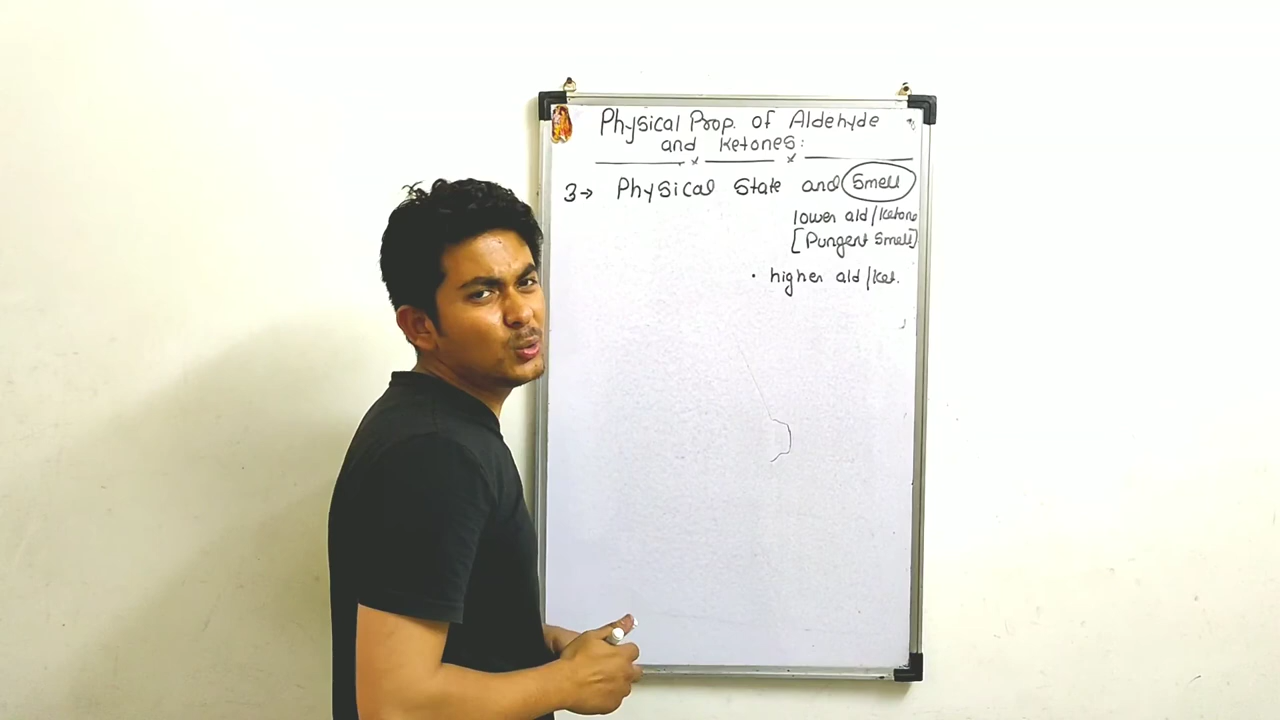 Physical Prop. of Aldehyde
and ketones:
3→ Physical State and Smell
lower ald/ketone
[Pungent Smell]
• higher ald/ket.